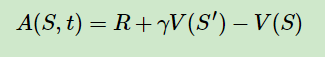 A(S, t) = R + γV(S′) − V(S)